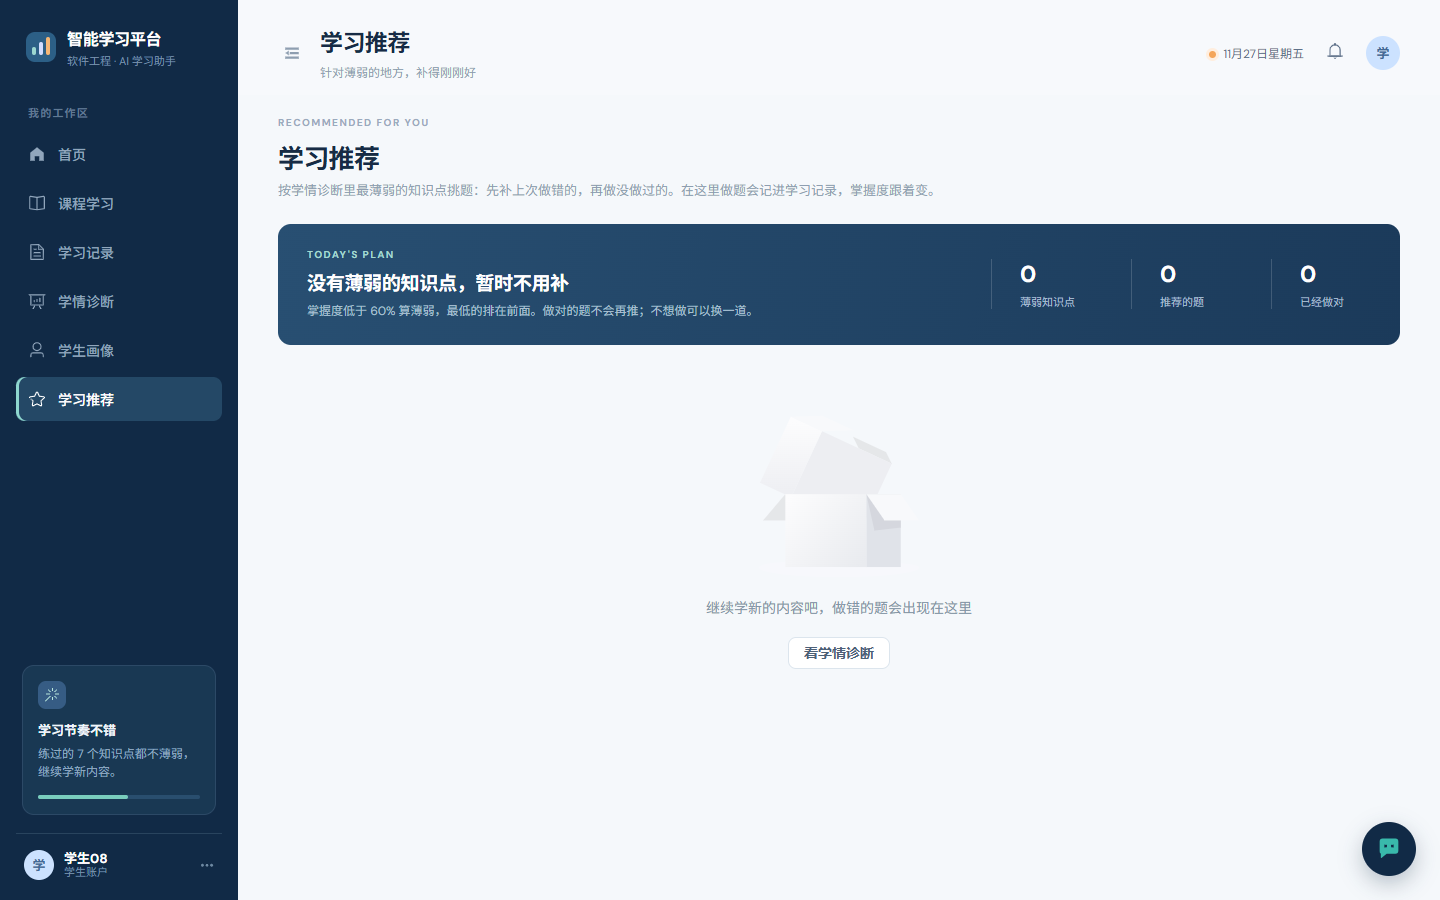 智能学习平台
软件工程 · AI 学习助手
我的工作区
首页
课程学习
学习记录
学情诊断
学生画像
学习推荐
学习节奏不错
练过的 7 个知识点都不薄弱，
继续学新内容。
学
学生08
学生账户
学习推荐
针对薄弱的地方，补得刚刚好
11月27日星期五
学
RECOMMENDED FOR YOU
学习推荐
按学情诊断里最薄弱的知识点挑题：先补上次做错的，再做没做过的。在这里做题会记进学习记录，掌握度跟着变。
TODAY'S PLAN
没有薄弱的知识点，暂时不用补
掌握度低于 60% 算薄弱，最低的排在前面。做对的题不会再推；不想做可以换一道。
0
薄弱知识点
0
推荐的题
0
已经做对
继续学新的内容吧，做错的题会出现在这里
看学情诊断